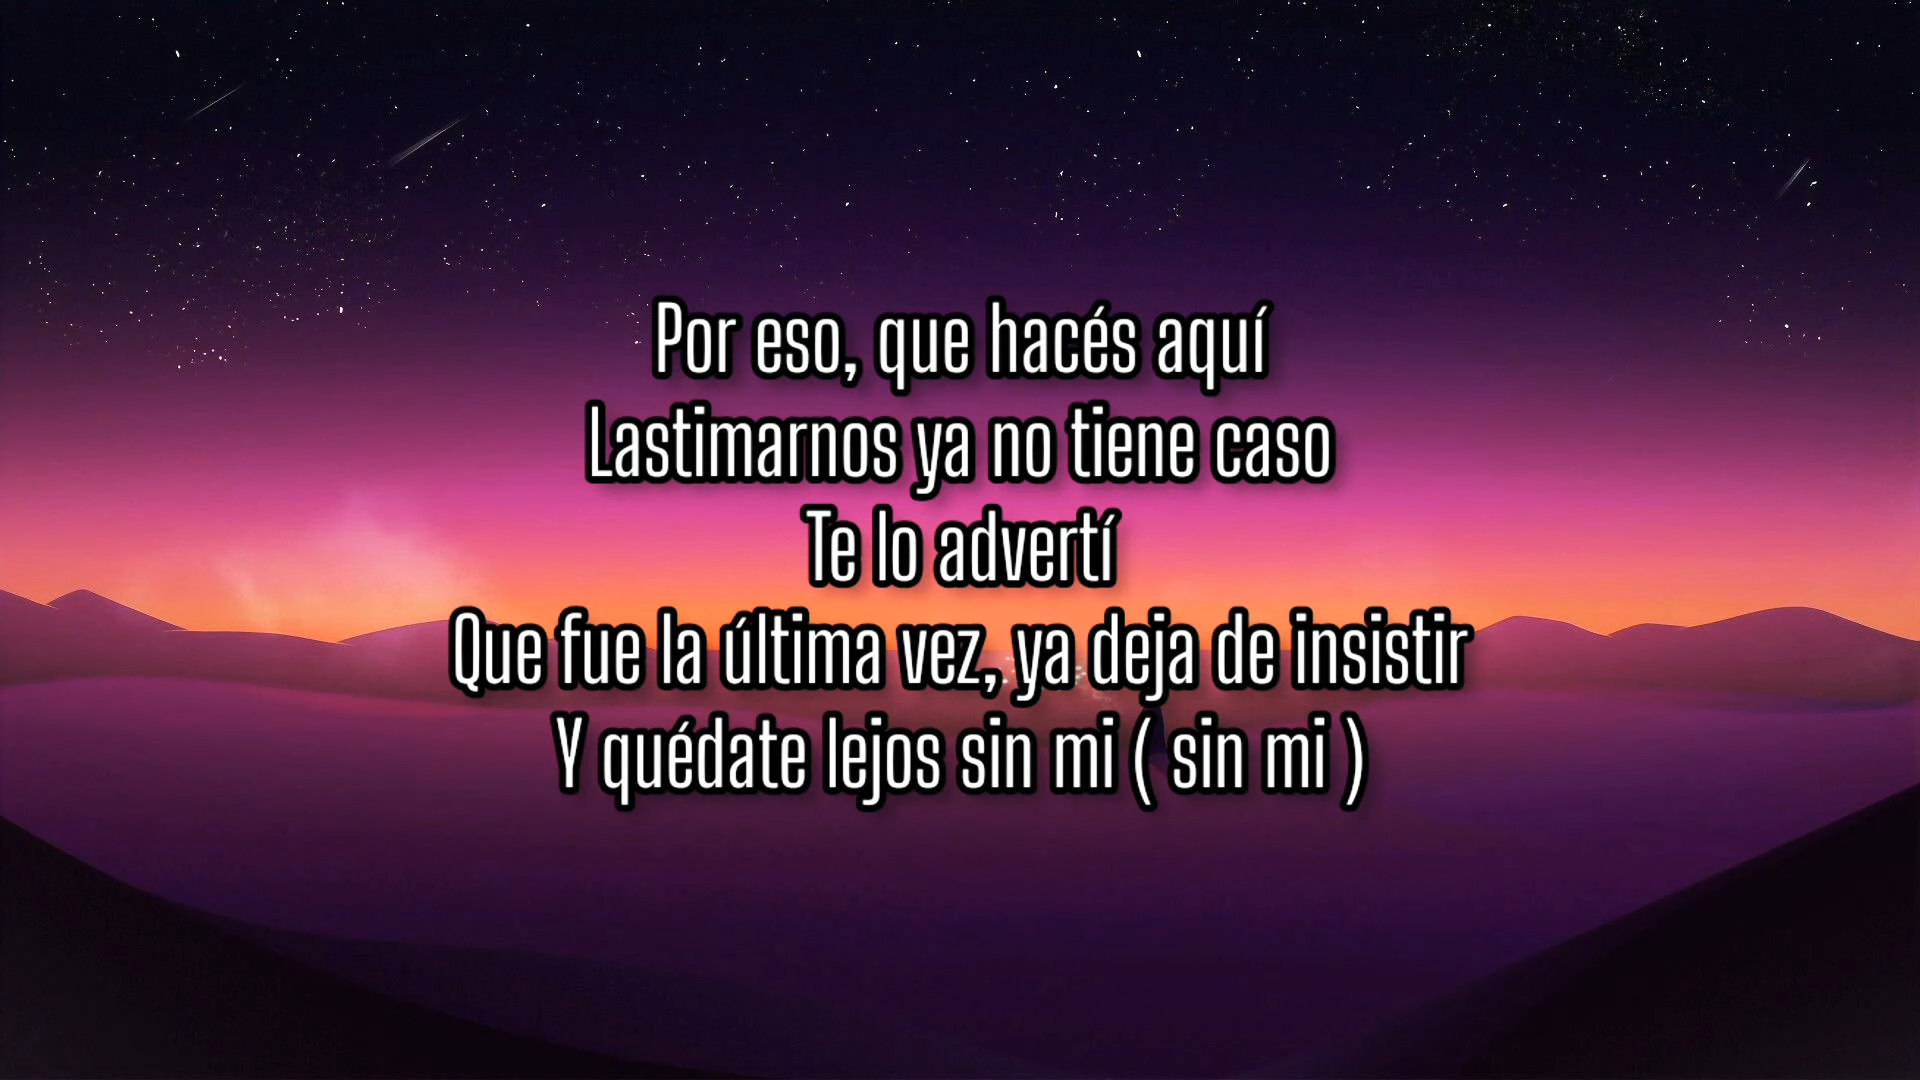 Por eso, que hacés aquí
Lastimarnos ya no tiene caso
Te lo advertí
Que fue la última vez, ya deja de insistir
Y quédate lejos sin mi ( sin mi )